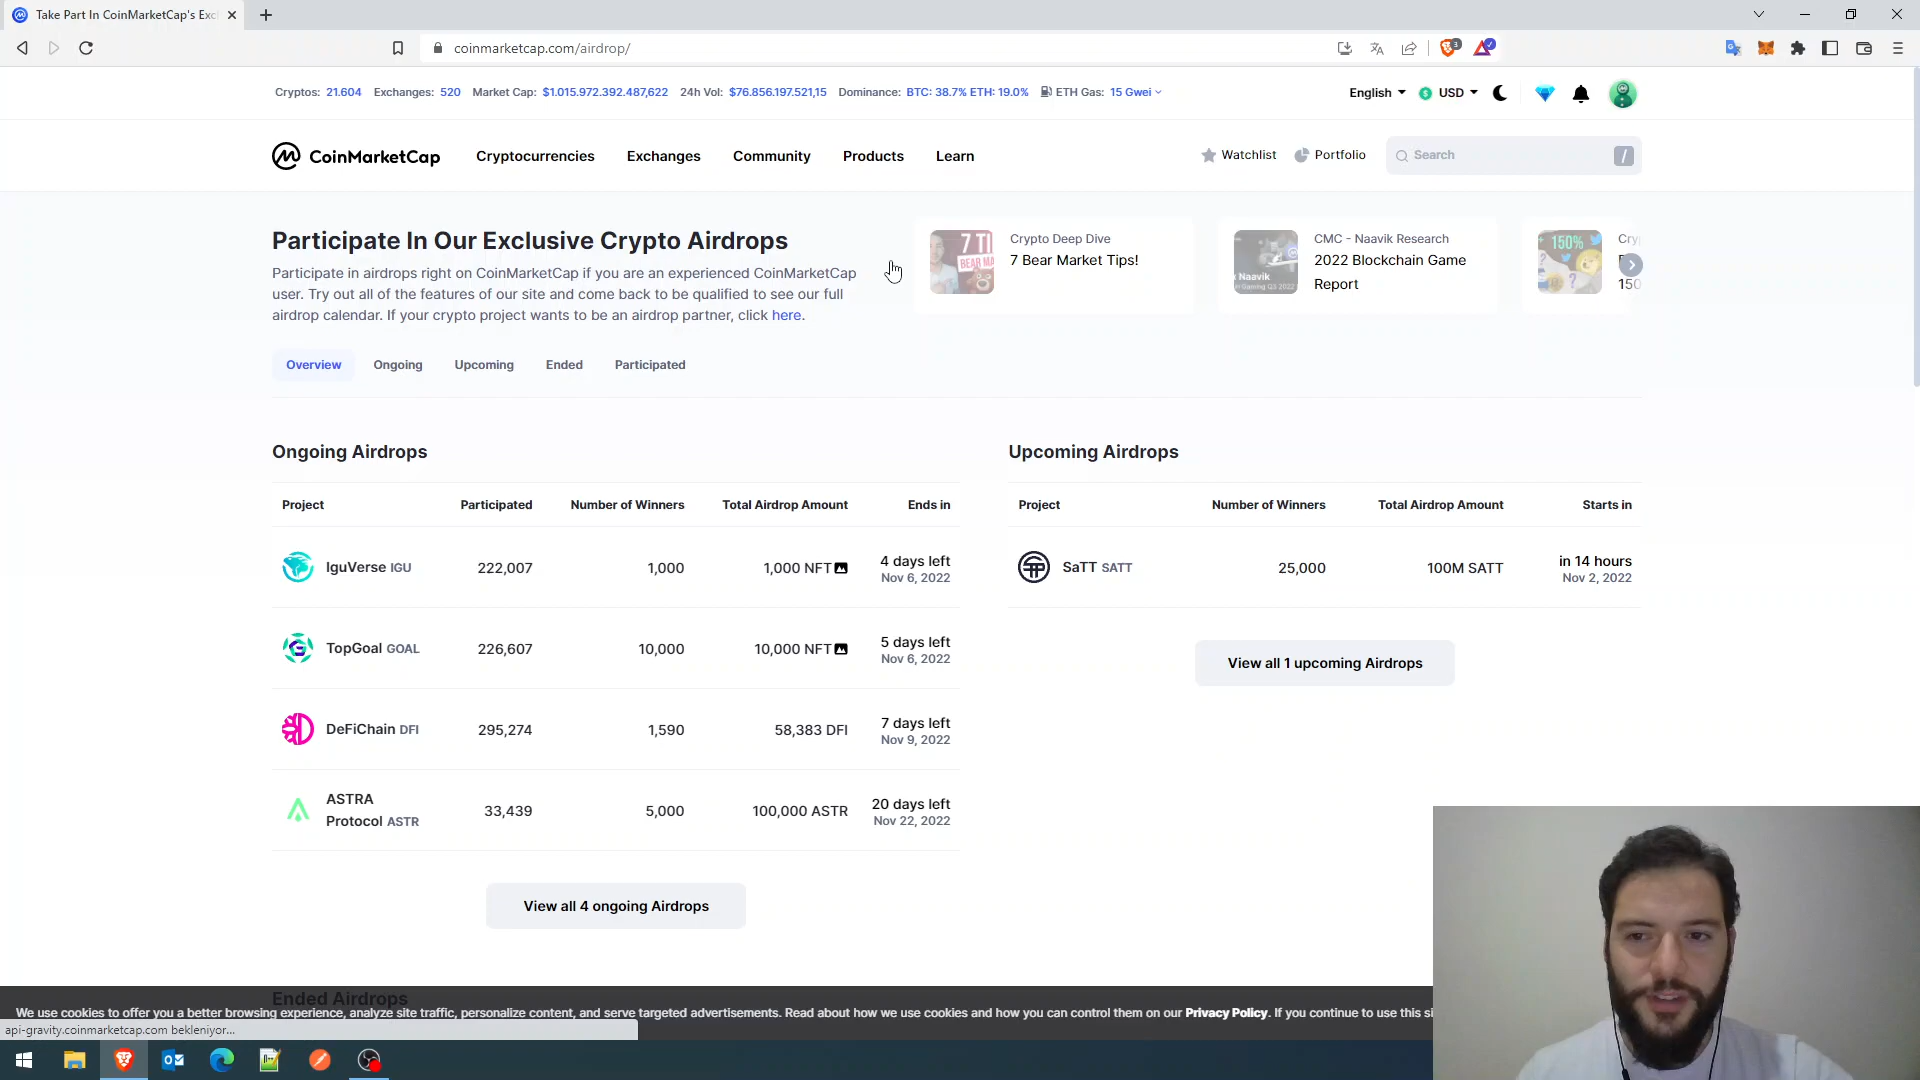 Take Part In CoinMarketCap's Exc
coinmarketcap.com/airdrop/
Cryptos: 21.604 Exchanges: 520 Market Cap: $1.015.972.392.487,622 24h Vol: $76.856.197.521,15 Dominance: BTC: 38.7% ETH: 19.0% ETH Gas: 15 Gwei
English USD
CoinMarketCap Cryptocurrencies Exchanges Community Products Learn Watchlist Portfolio Search /
Participate In Our Exclusive Crypto Airdrops
Participate in airdrops right on CoinMarketCap if you are an experienced CoinMarketCap
user. Try out all of the features of our site and come back to be qualified to see our full
airdrop calendar. If your crypto project wants to be an airdrop partner, click here.
Crypto Deep Dive
7 Bear Market Tips!
CMC - Naavik Research
2022 Blockchain Game
Report
Cry
150
7 TI
BEAR MA
Naavik
150%
Overview Ongoing Upcoming Ended Participated
Ongoing Airdrops
Project Participated Number of Winners Total Airdrop Amount Ends in
IguVerse IGU 222,007 1,000 1,000 NFT 4 days left
Nov 6, 2022
TopGoal GOAL 226,607 10,000 10,000 NFT 5 days left
Nov 6, 2022
DeFiChain DFI 295,274 1,590 58,383 DFI 7 days left
Nov 9, 2022
ASTRA
Protocol ASTR 33,439 5,000 100,000 ASTR 20 days left
Nov 22, 2022
View all 4 ongoing Airdrops
Upcoming Airdrops
Project Number of Winners Total Airdrop Amount Starts in
SaTT SATT 25,000 100M SATT in 14 hours
Nov 2, 2022
View all 1 upcoming Airdrops
Ended Airdrops
We use cookies to offer you a better browsing experience, analyze site traffic, personalize content, and serve targeted advertisements. Read about how we use cookies and how you can control them on our Privacy Policy. If you continue to use this si
api-gravity.coinmarketcap.com bekleniyor...